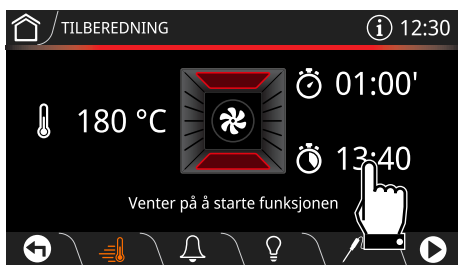 TILBEREDNING
12:30
180 °C
01:00'
13:40
Venter på å starte funksjonen